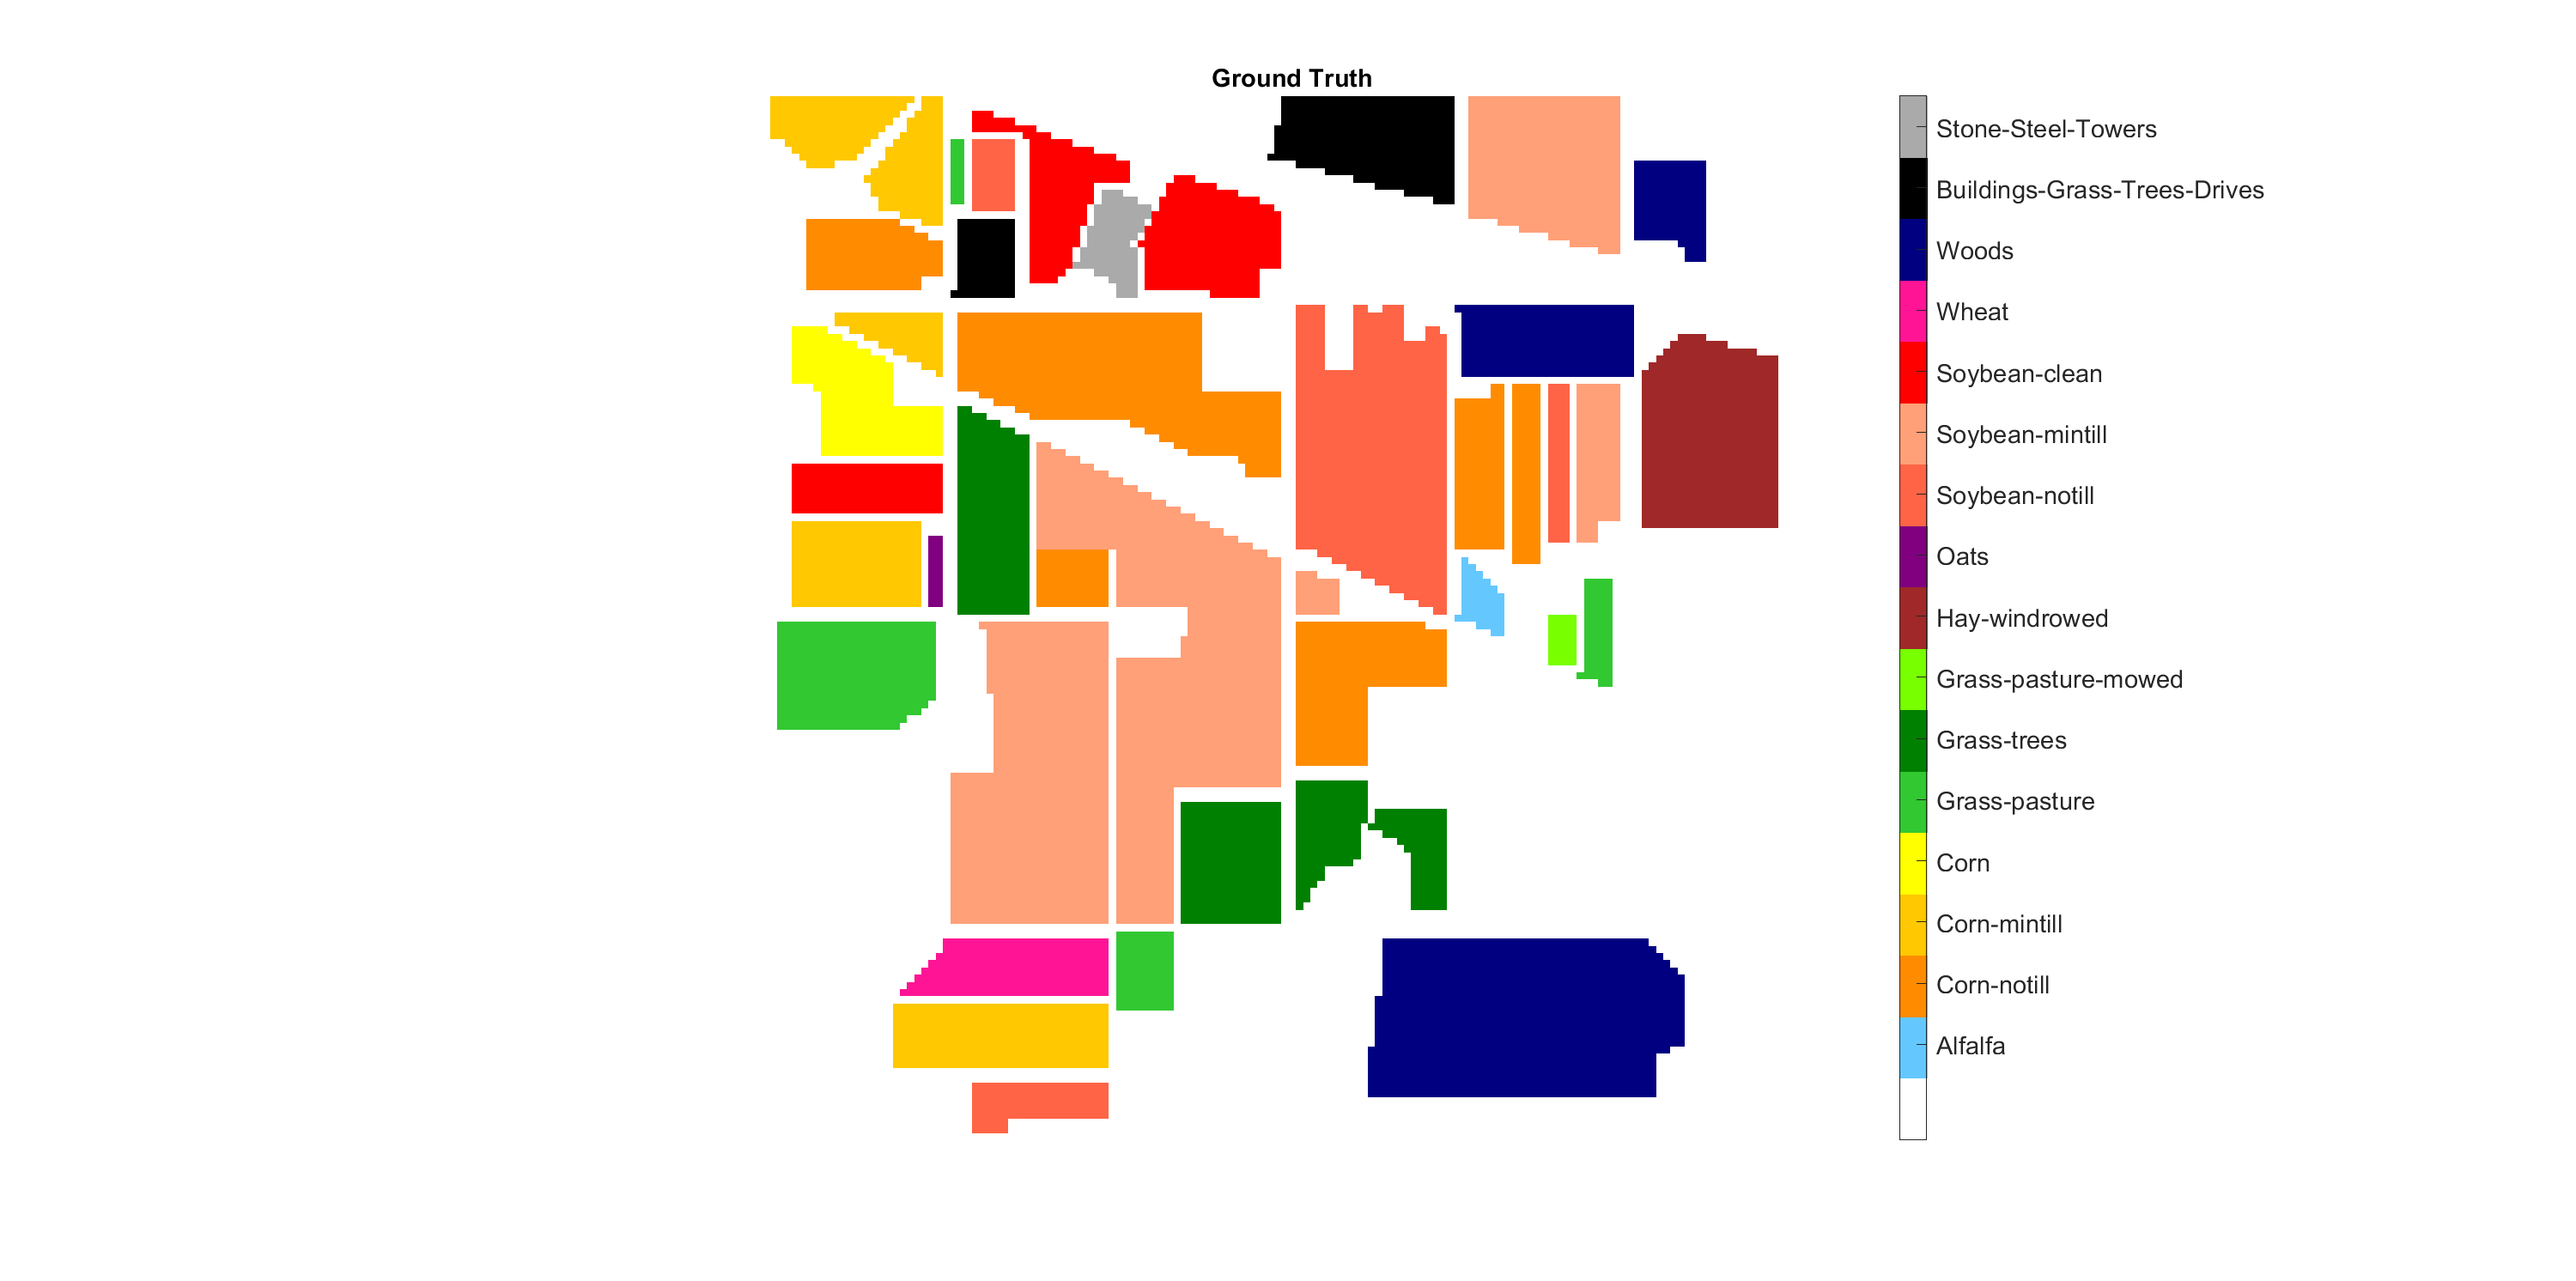 Ground Truth
Stone-Steel-Towers
Buildings-Grass-Trees-Drives
Woods
Wheat
Soybean-clean
Soybean-mintill
Soybean-notill
Oats
Hay-windrowed
Grass-pasture-mowed
Grass-trees
Grass-pasture
Corn
Corn-mintill
Corn-notill
Alfalfa